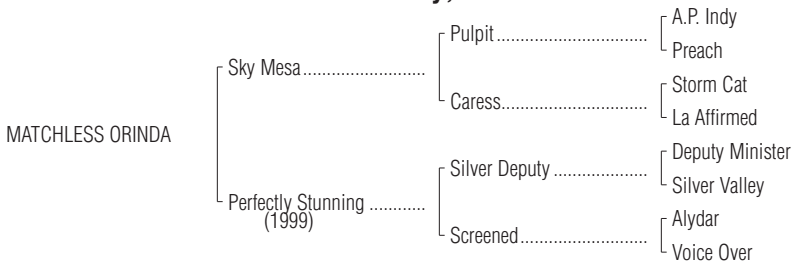 A.P. Indy
Pulpit
Preach
Sky Mesa
Storm Cat
Caress
La Affirmed
MATCHLESS ORINDA
Deputy Minister
Silver Deputy
Silver Valley
Perfectly Stunning
(1999)
Alydar
Screened
Voice Over